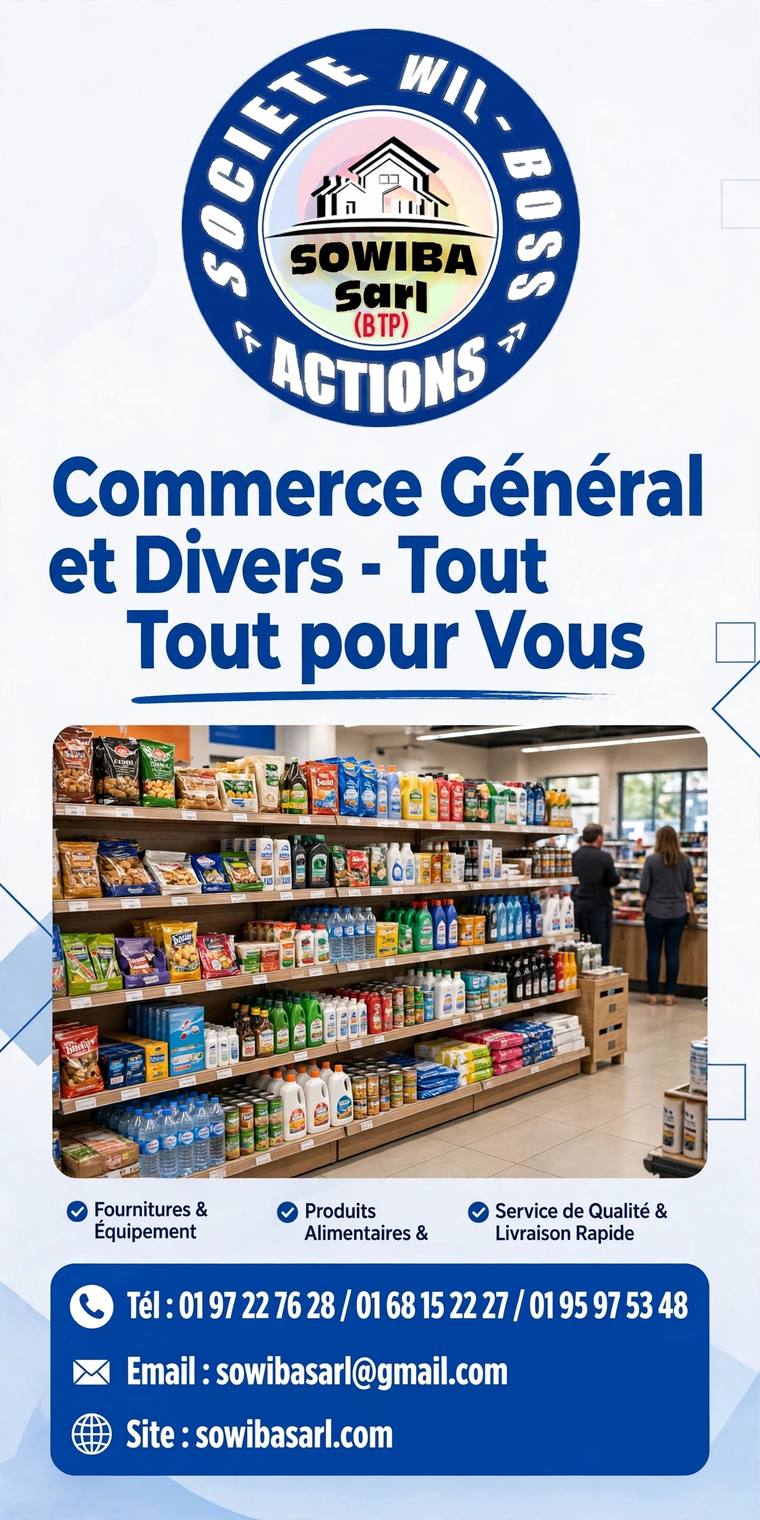 SOCIETE WIL-BOSS
SOWIBA
Sarl
(BTP)
« ACTIONS »
Commerce Général
et Divers - Tout
Tout pour Vous
Fournitures &
Équipement
Produits
Alimentaires &
Service de Qualité &
Livraison Rapide
Tél : 01 97 22 76 28 / 01 68 15 22 27 / 01 95 97 53 48
Email : sowibasarl@gmail.com
Site : sowibasarl.com